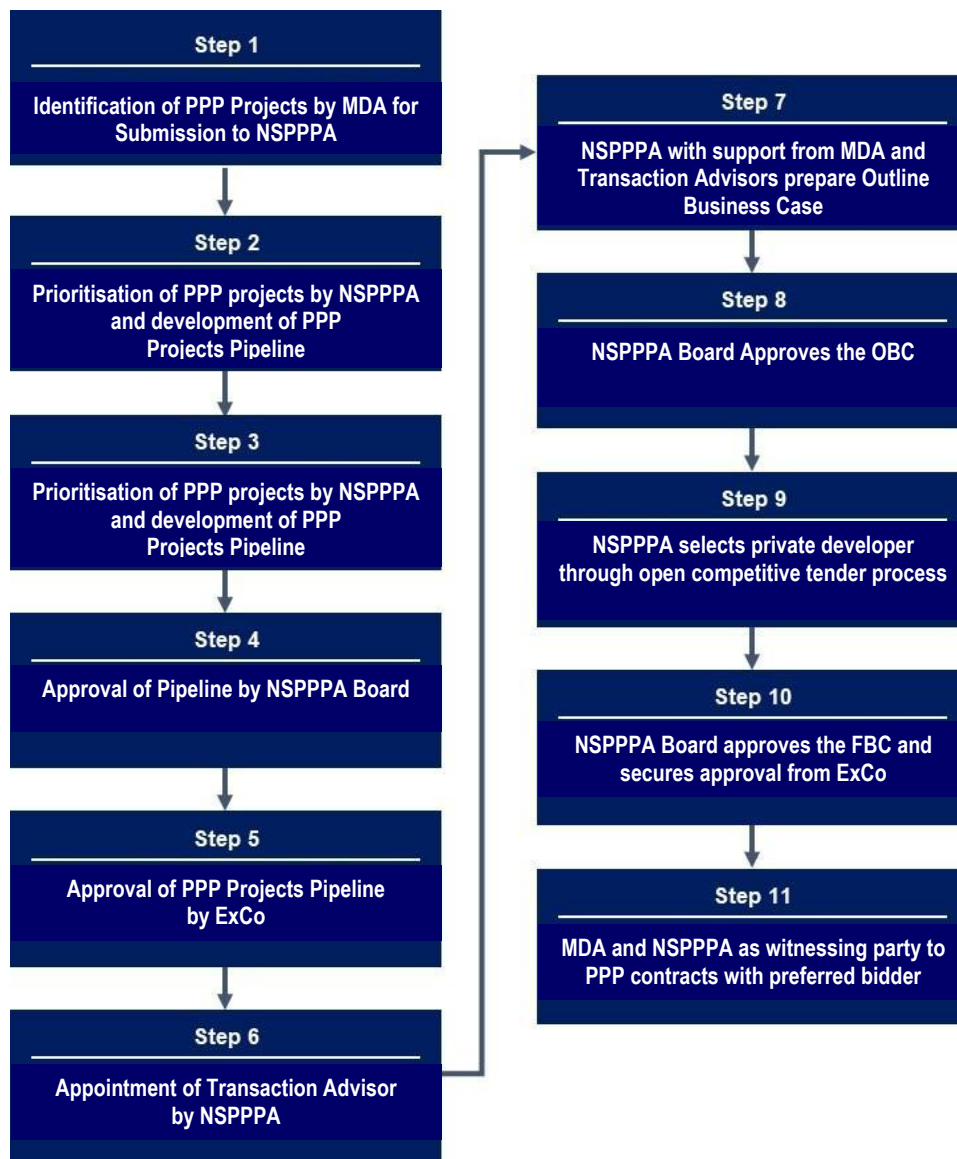 Step 1
Identification of PPP Projects by MDA for
Submission to NSPPPA
Step 2
Prioritisation of PPP projects by NSPPPA
and development of PPP
Projects Pipeline
Step 3
Prioritisation of PPP projects by NSPPPA
and development of PPP
Projects Pipeline
Step 4
Approval of Pipeline by NSPPPA Board
Step 5
Approval of PPP Projects Pipeline
by ExCo
Step 6
Appointment of Transaction Advisor
by NSPPPA
Step 7
NSPPPA with support from MDA and
Transaction Advisors prepare Outline
Business Case
Step 8
NSPPPA Board Approves the OBC
Step 9
NSPPPA selects private developer
through open competitive tender process
Step 10
NSPPPA Board approves the FBC and
secures approval from ExCo
Step 11
MDA and NSPPPA as witnessing party to
PPP contracts with preferred bidder